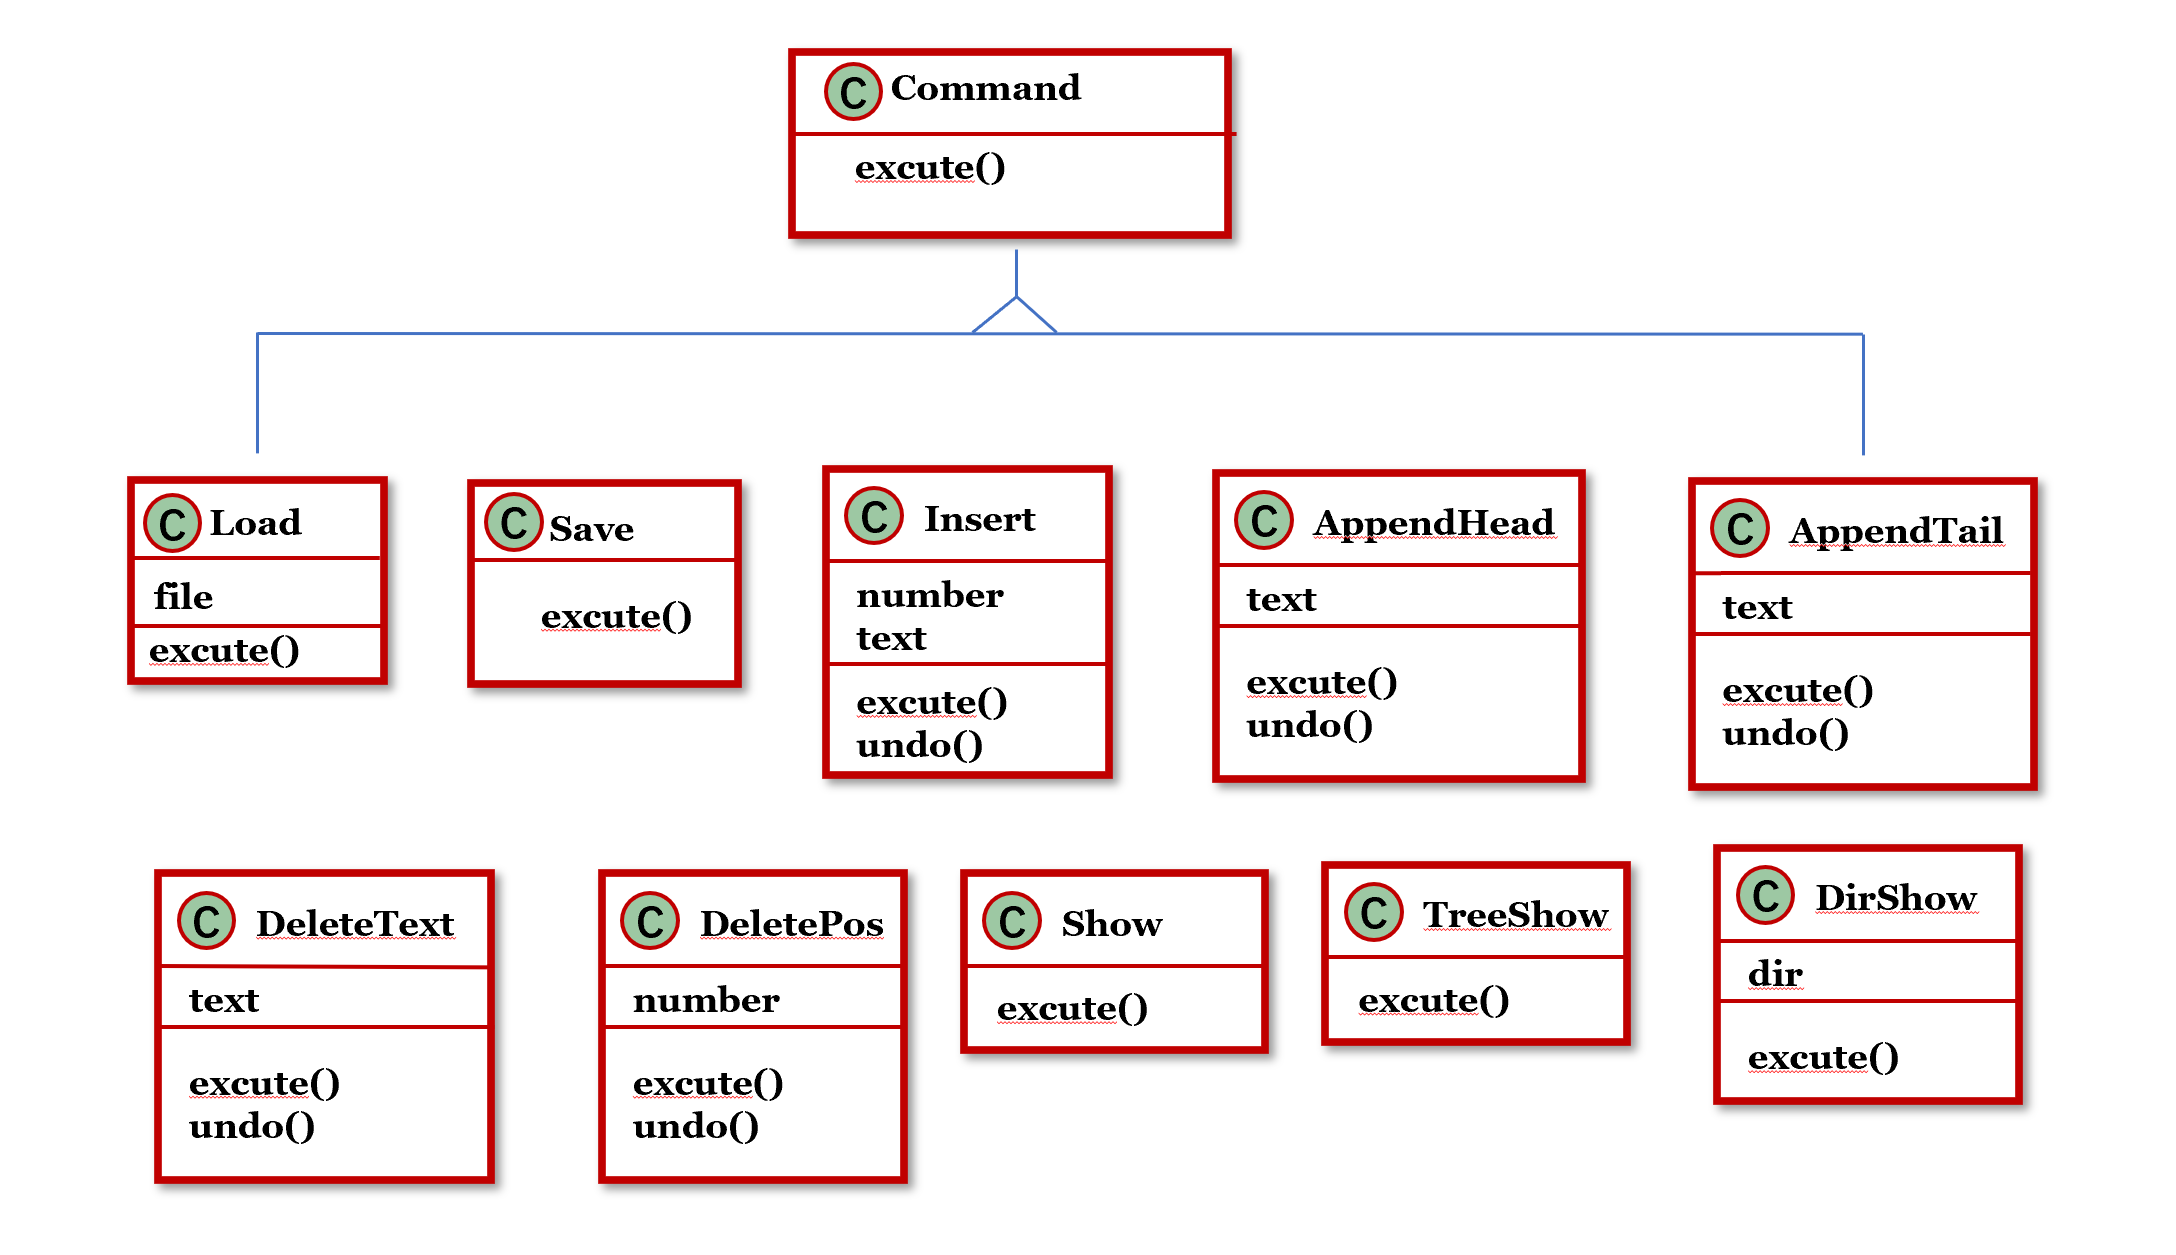 C Command
excute()
C Load
file
excute()
C Save
excute()
C Insert
number
text
excute()
undo()
C AppendHead
text
excute()
undo()
C AppendTail
text
excute()
undo()
C DeleteText
text
excute()
undo()
C DeletePos
number
excute()
undo()
C Show
excute()
C TreeShow
excute()
C DirShow
dir
excute()